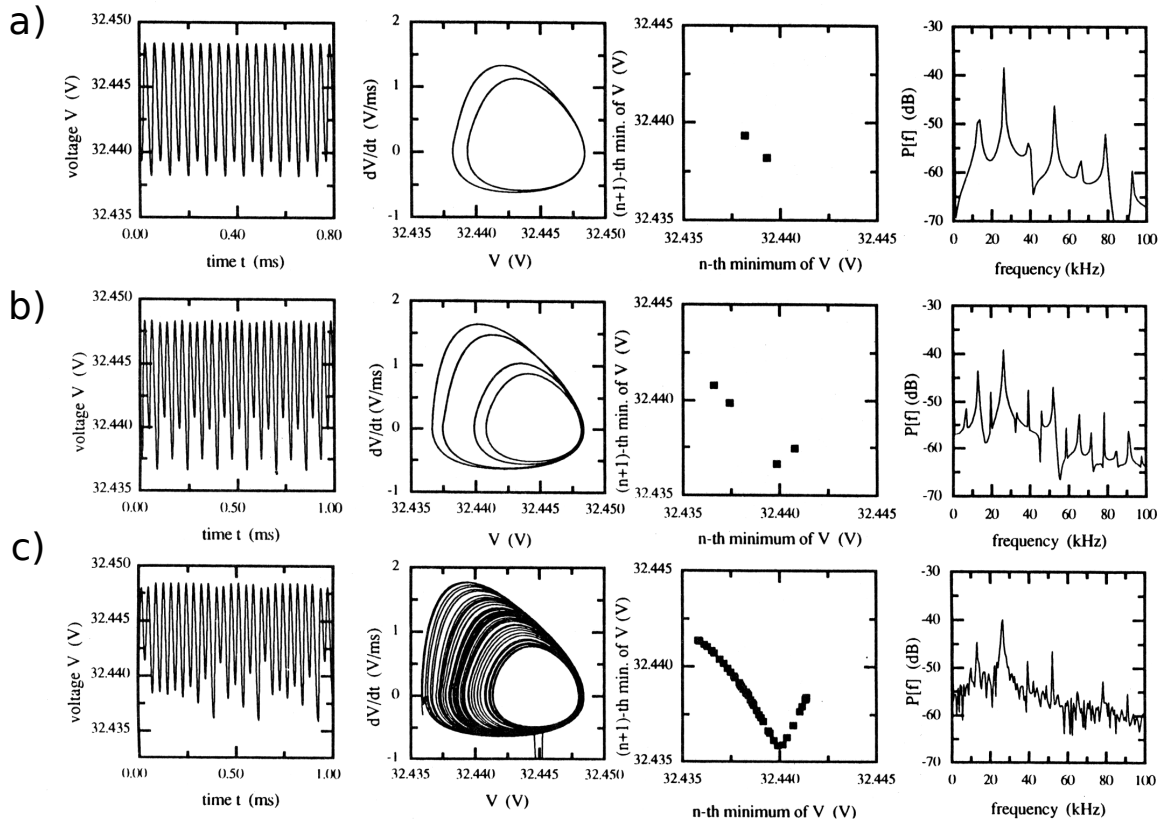 a)
voltage V (V)
32.450
32.445
32.440
32.435
0.00 0.40 0.80
time t (ms)
dV/dt (V/ms)
2
1
0
-1
32.435 32.440 32.445 32.450
V (V)
(n+1)-th min. of V (V)
32.445
32.440
32.435
32.435 32.440 32.445
n-th minimum of V (V)
P[f] (dB)
-30
-40
-50
-60
-70
0 20 40 60 80 100
frequency (kHz)
b)
voltage V (V)
32.450
32.445
32.440
32.435
0.00 0.50 1.00
time t (ms)
dV/dt (V/ms)
2
1
0
-1
32.435 32.440 32.445 32.450
V (V)
(n+1)-th min. of V (V)
32.445
32.440
32.435
32.435 32.440 32.445
n-th minimum of V (V)
P[f] (dB)
-30
-40
-50
-60
-70
0 20 40 60 80 100
frequency (kHz)
c)
voltage V (V)
32.450
32.445
32.440
32.435
0.00 0.50 1.00
time t (ms)
dV/dt (V/ms)
2
1
0
-1
32.435 32.440 32.445 32.450
V (V)
(n+1)-th min. of V (V)
32.445
32.440
32.435
32.435 32.440 32.445
n-th minimum of V (V)
P[f] (dB)
-30
-40
-50
-60
-70
0 20 40 60 80 100
frequency (kHz)